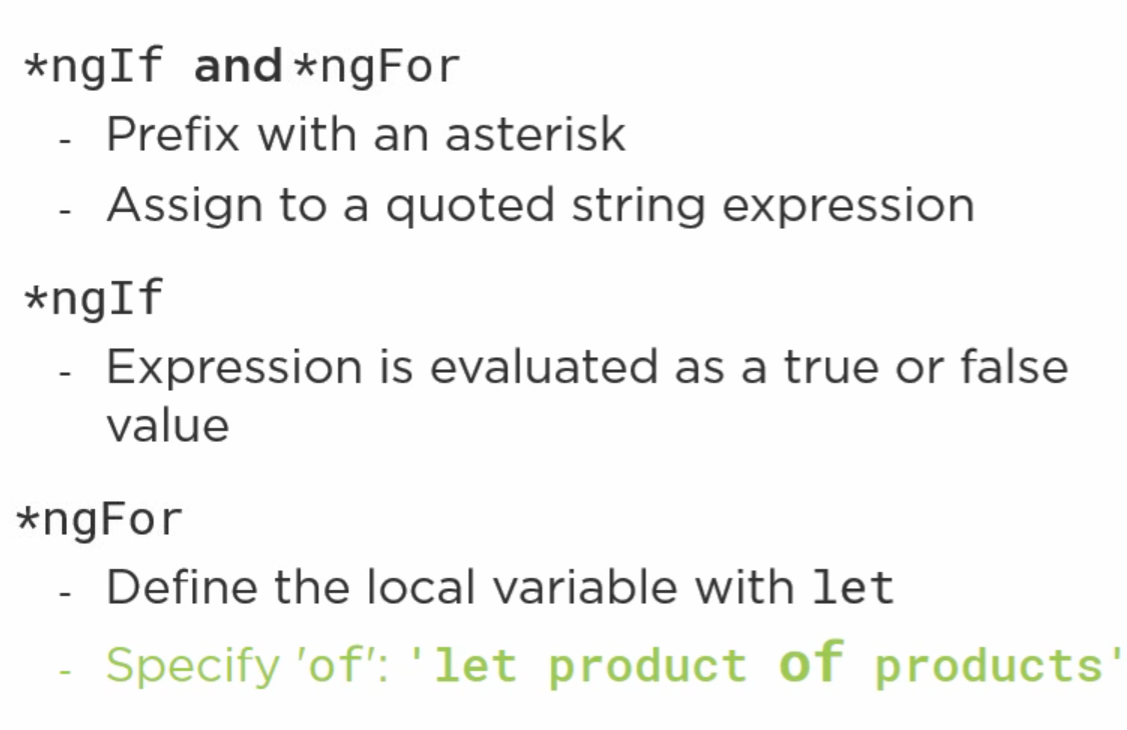 *ngIf and *ngFor
- Prefix with an asterisk
- Assign to a quoted string expression
*ngIf
- Expression is evaluated as a true or false
value
*ngFor
- Define the local variable with let
- Specify 'of': 'let product of products'